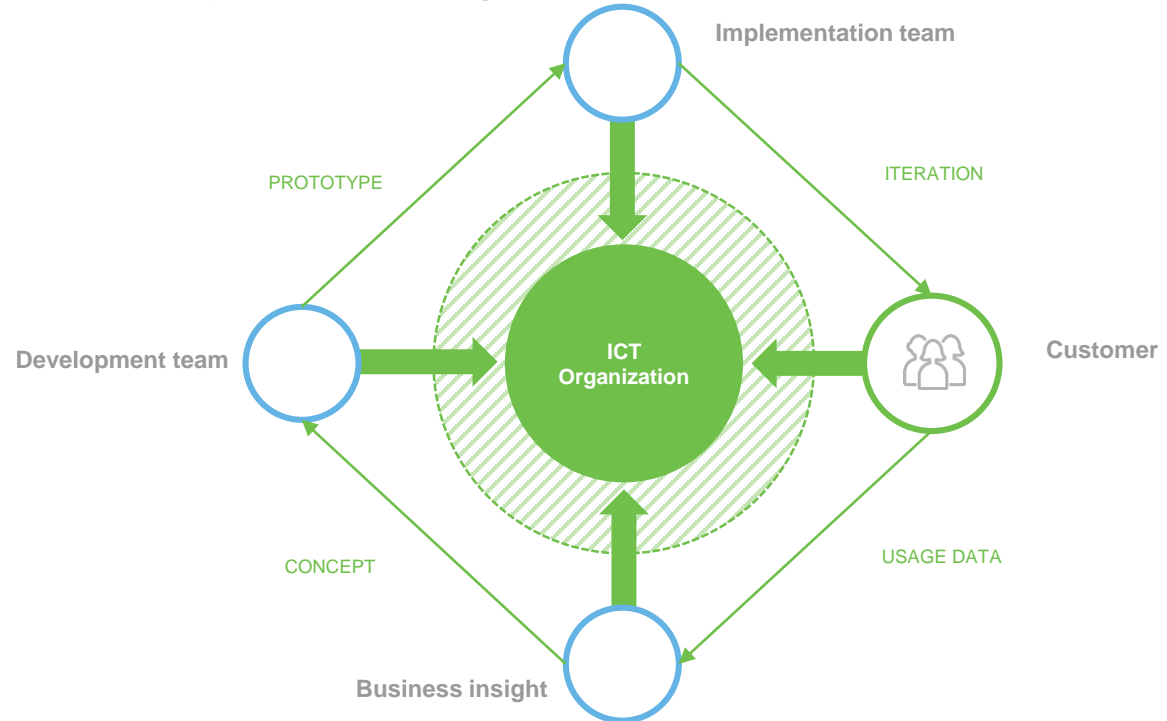 Implementation team
PROTOTYPE
ITERATION
Development team
ICT
Organization
Customer
CONCEPT
USAGE DATA
Business insight